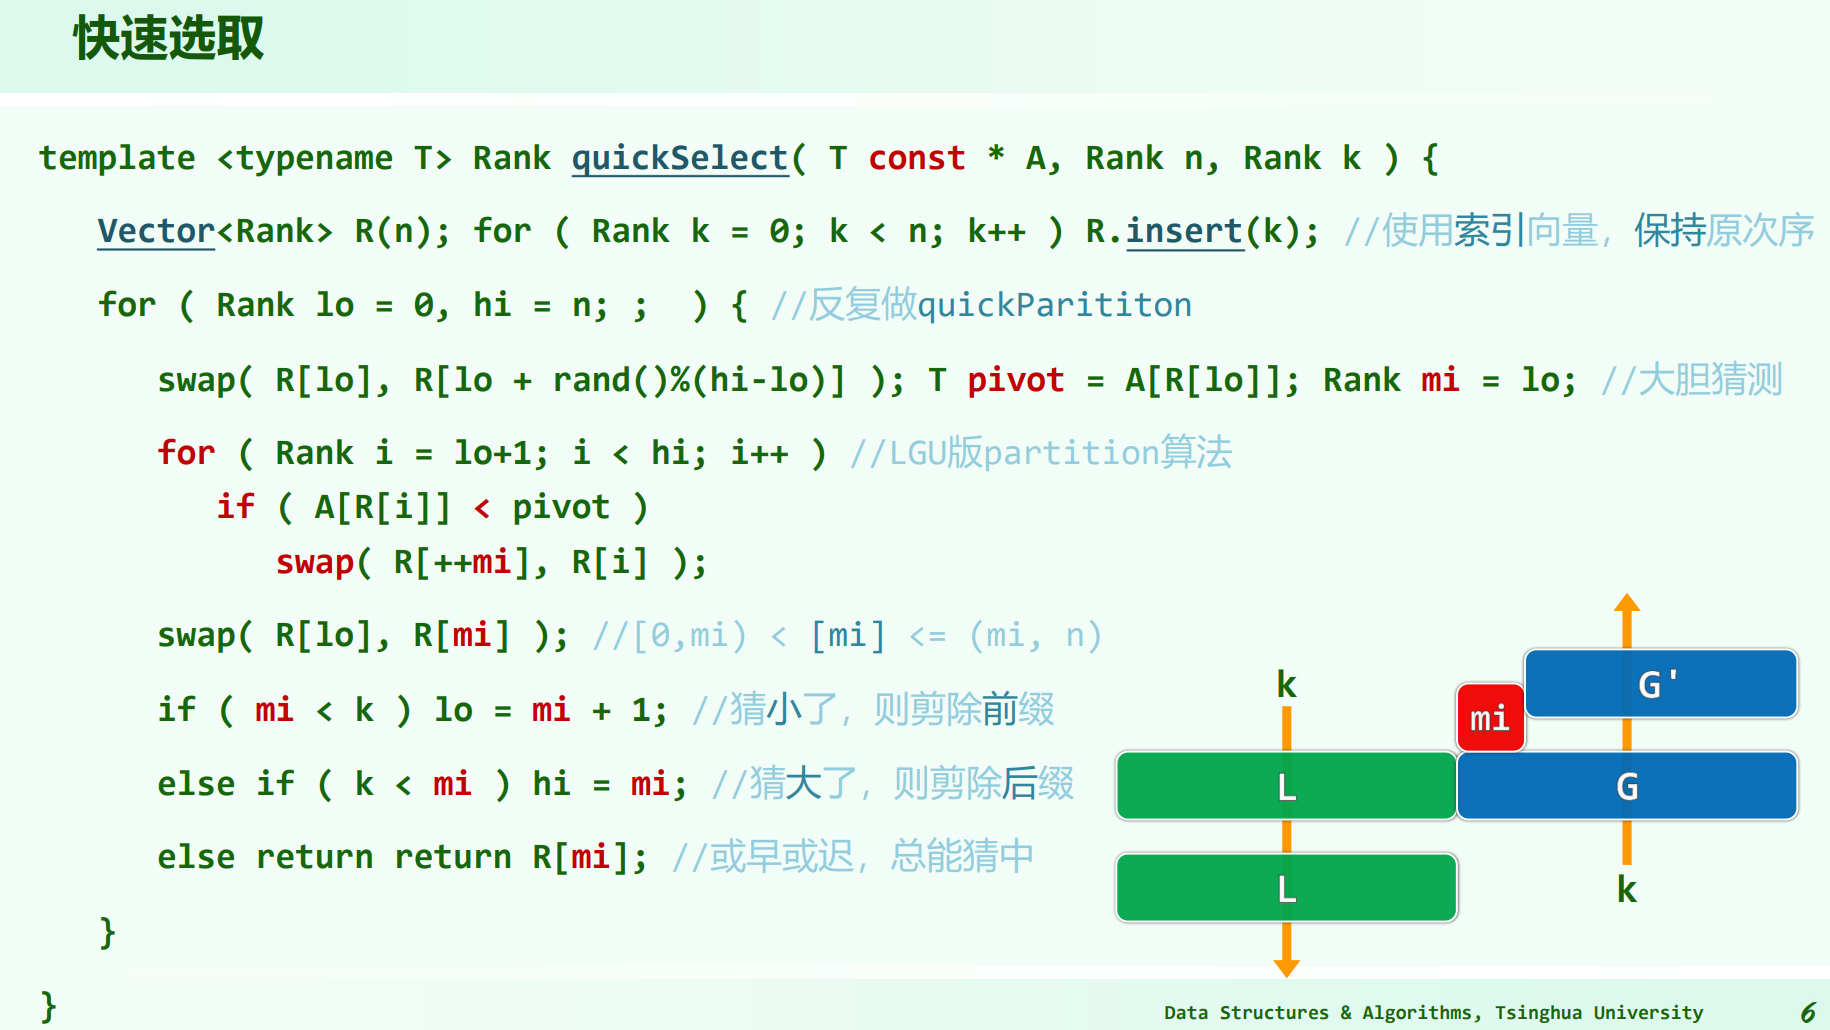 快速选取
template <typename T> Rank quickSelect( T const * A, Rank n, Rank k ) {
Vector<Rank> R(n); for ( Rank k = 0; k < n; k++ ) R.insert(k); //使用索引向量，保持原次序
for ( Rank lo = 0, hi = n; ; ) { //反复做quickParititon
swap( R[lo], R[lo + rand()%(hi-lo)] ); T pivot = A[R[lo]]; Rank mi = lo; //大胆猜测
for ( Rank i = lo+1; i < hi; i++ ) //LGU版partition算法
if ( A[R[i]] < pivot )
swap( R[++mi], R[i] );
swap( R[lo], R[mi] ); //[0,mi) < [mi] <= (mi, n)
if ( mi < k ) lo = mi + 1; //猜小了，则剪除前缀
else if ( k < mi ) hi = mi; //猜大了，则剪除后缀
else return return R[mi]; //或早或迟，总能猜中
}
}
k
G'
mi
L
G
L
k
Data Structures & Algorithms, Tsinghua University
6